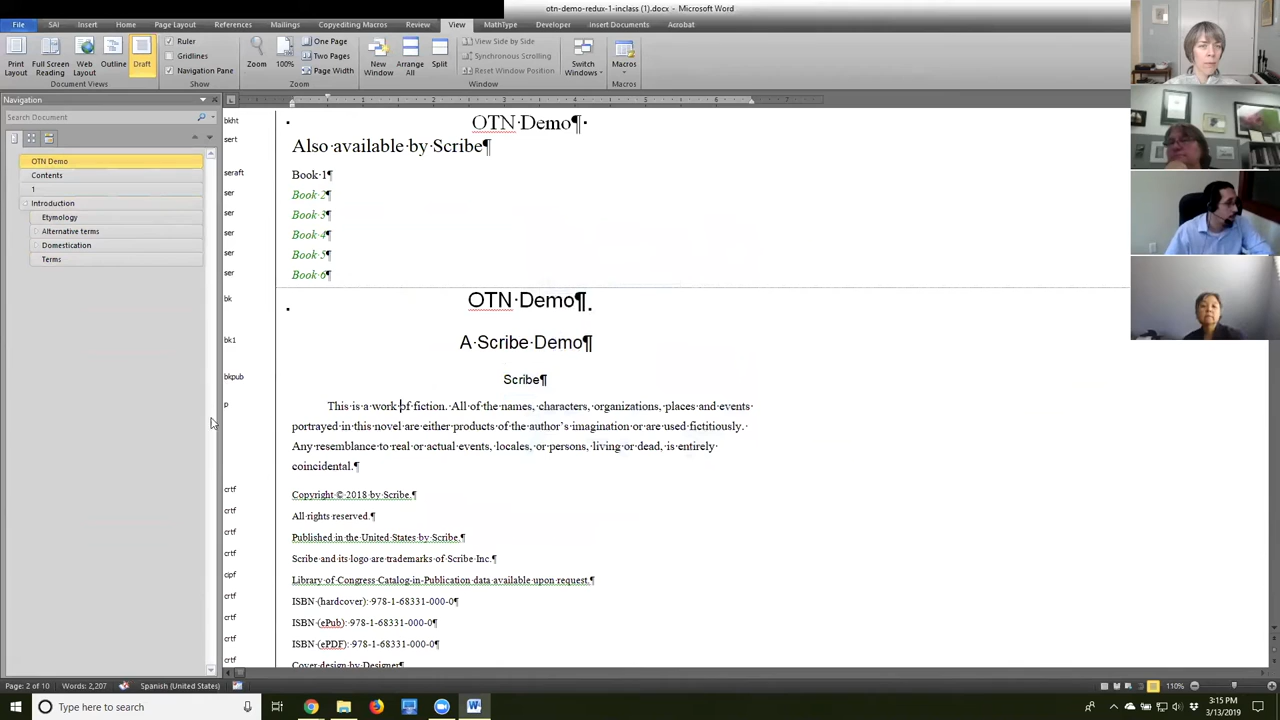 otn-demo-redux-1-inclass (1).docx - Microsoft Word
File SAI Insert Home Page Layout References Mailings Copyediting Macros Review View MathType Developer Insert Documents Acrobat
Print Layout
Full Screen Reading
Web Layout
Outline
Draft
Document Views
Ruler
Gridlines
Navigation Pane
Show
Zoom
100%
One Page
Two Pages
Page Width
Zoom
New Window
Arrange All
Split
View Side by Side
Synchronous Scrolling
Reset Window Position
Window
Switch Windows
Macros
Macros
Navigation
Search Document
OTN Demo
Contents
1
Introduction
Etymology
Alternative terms
Domestication
Terms
bkht OTN·Demo¶
sert Also·available·by·Scribe¶
seraft Book·1¶
ser Book·2¶
ser Book·3¶
ser Book·4¶
ser Book·5¶
ser Book·6¶
bk OTN·Demo¶
bk1 A·Scribe·Demo¶
bkpub Scribe¶
p This·is·a·work·of·fiction.·All·of·the·names,·characters,·organizations,·places·and·events·
portrayed·in·this·novel·are·either·products·of·the·author's·imagination·or·are·used·fictitiously.·
Any·resemblance·to·real·or·actual·events,·locales,·or·persons,·living·or·dead,·is·entirely·
coincidental.¶
crtf Copyright·©·2018·by·Scribe.¶
crtf All·rights·reserved.¶
crtf Published·in·the·United·States·by·Scribe.¶
crtf Scribe·and·its·logo·are·trademarks·of·Scribe·Inc.¶
cipf Library·of·Congress·Catalog-in-Publication·data·available·upon·request.¶
crtf ISBN·(hardcover):·978-1-68331-000-0¶
crtf ISBN·(ePub):·978-1-68331-000-0¶
crtf ISBN·(ePDF):·978-1-68331-000-0¶
crtf Cover·design·by·Designer¶
Page: 2 of 10 Words: 2,207 Spanish (United States) 110%
Type here to search
3:15 PM
3/13/2019